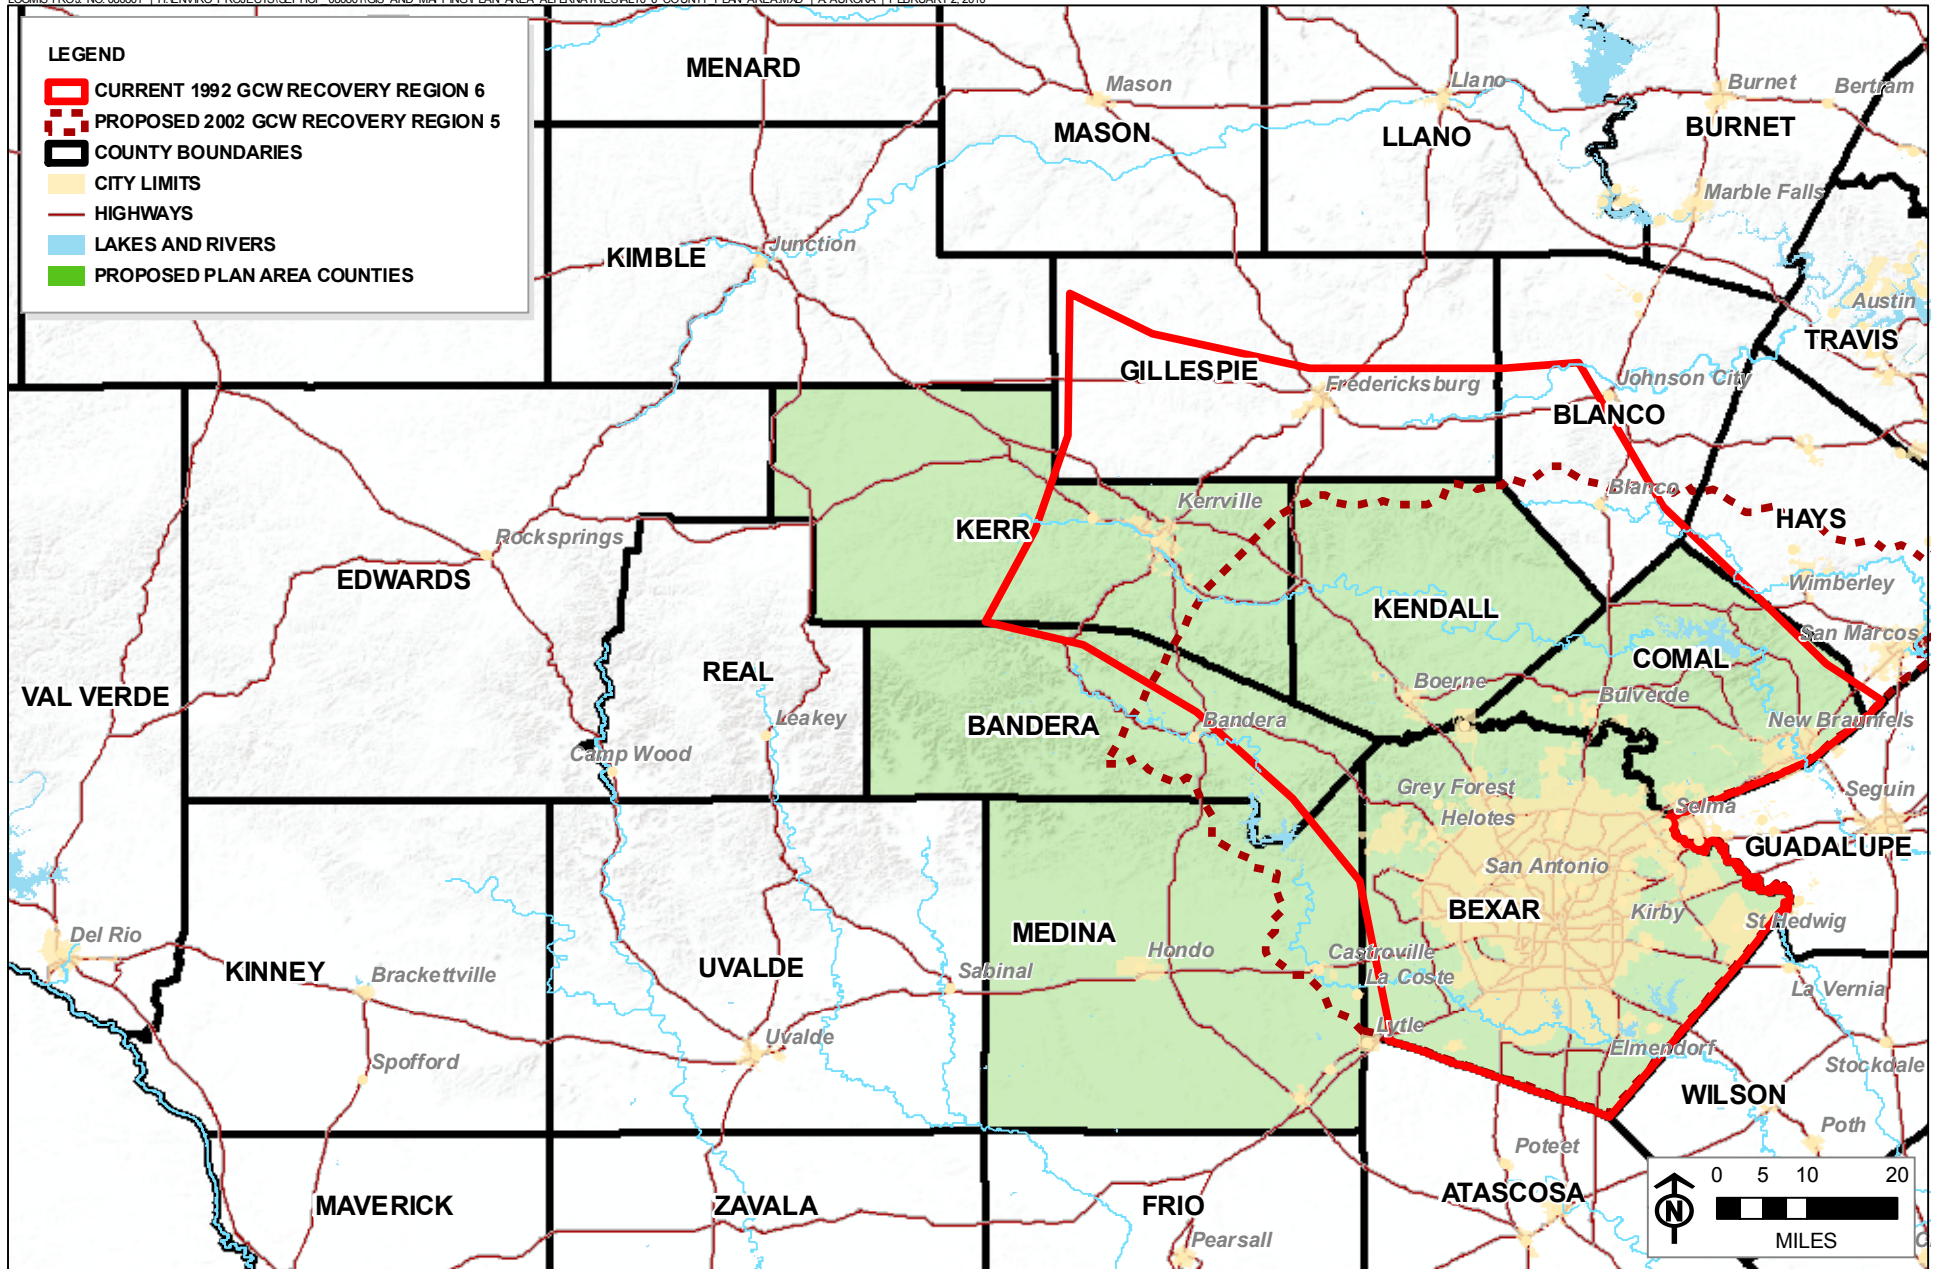 LEGEND
CURRENT 1992 GCW RECOVERY REGION 6
PROPOSED 2002 GCW RECOVERY REGION 5
COUNTY BOUNDARIES
CITY LIMITS
HIGHWAYS
LAKES AND RIVERS
PROPOSED PLAN AREA COUNTIES
MENARD
Mason
MASON
Llano
LLANO
Burnet
Bertram
BURNET
Marble Falls
KIMBLE
Junction
Austin
TRAVIS
GILLESPIE
Fredericksburg
Johnson City
BLANCO
Blanco
HAYS
Kerrville
KERR
Rocksprings
EDWARDS
KENDALL
Wimberley
San Marcos
COMAL
REAL
VAL VERDE
Leakey
Camp Wood
BANDERA
Bandera
Boerne
Bulverde
New Braunfels
Grey Forest
Helotes
Selma
Seguin
GUADALUPE
San Antonio
BEXAR
Kirby
St Hedwig
MEDINA
Hondo
Castroville
La Coste
Del Rio
KINNEY
Brackettville
UVALDE
Sabinal
La Vernia
Lytle
Uvalde
Spofford
Elmendorf
Stockdale
WILSON
Poth
Poteet
MAVERICK
ZAVALA
FRIO
ATASCOSA
Pearsall
0 5 10 20
N
MILES